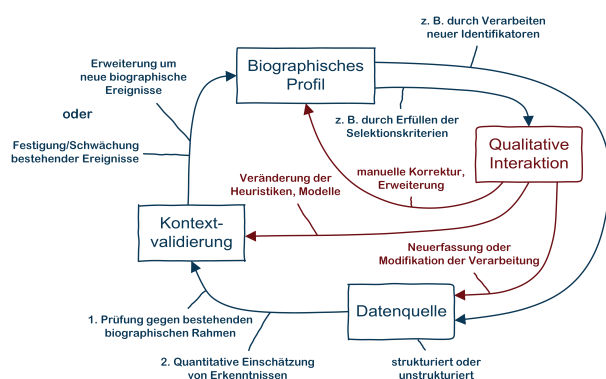 z. B. durch Verarbeiten
neuer Identifikatoren
Erweiterung um
neue biographische
Ereignisse
Biographisches
Profil
oder
z. B. durch Erfüllen der
Selektionskriterien
Festigung/Schwächung
bestehender Ereignisse
Qualitative
Interaktion
Veränderung der
Heuristiken, Modelle
manuelle Korrektur,
Erweiterung
Kontext-
validierung
Neuerfassung oder
Modifikation der Verarbeitung
Datenquelle
1. Prüfung gegen bestehenden
biographischen Rahmen
2. Quantitative Einschätzung
von Erkenntnissen
strukturiert oder
unstrukturiert